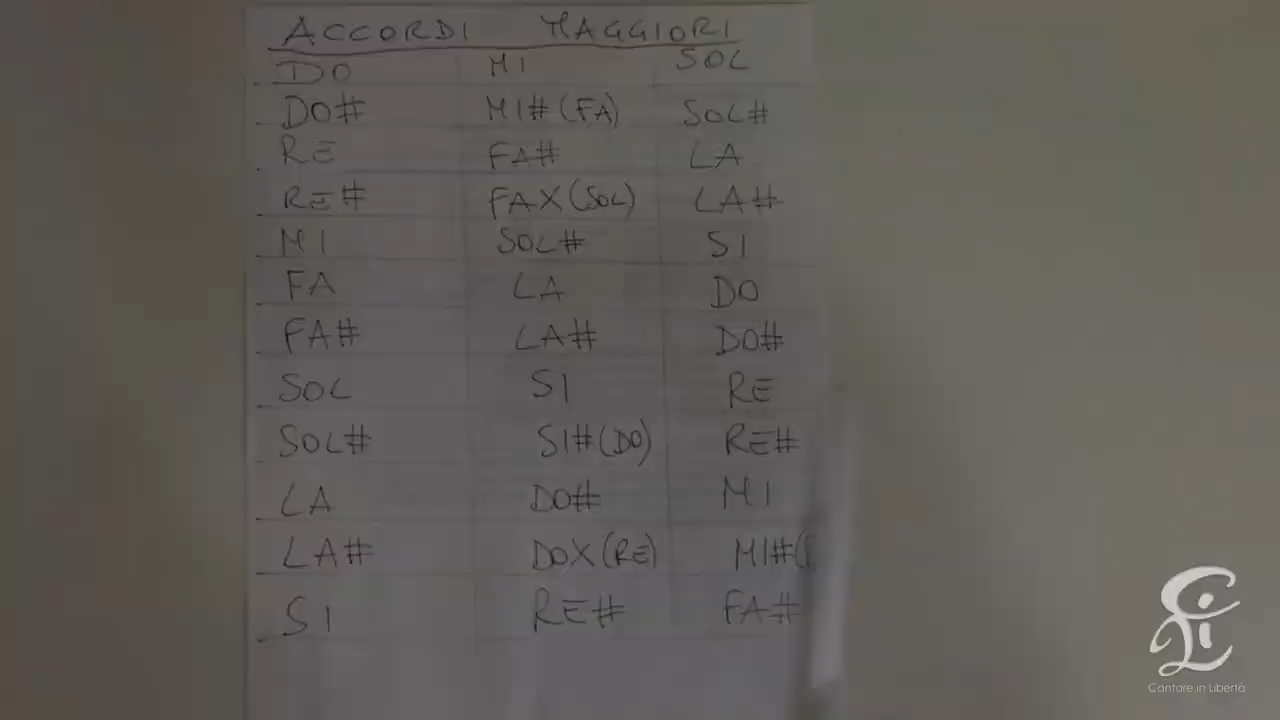 ACCORDI MAGGIORI
DO MI SOL
DO# MI#(FA) SOL#
RE FA# LA
RE# FAX(SOL) LA#
MI SOL# SI
FA LA DO
FA# LA# DO#
SOL SI RE
SOL# SI#(DO) RE#
LA DO# MI
LA# DOX(RE) MI#(
SI RE# FA#
Cantare in Libertà